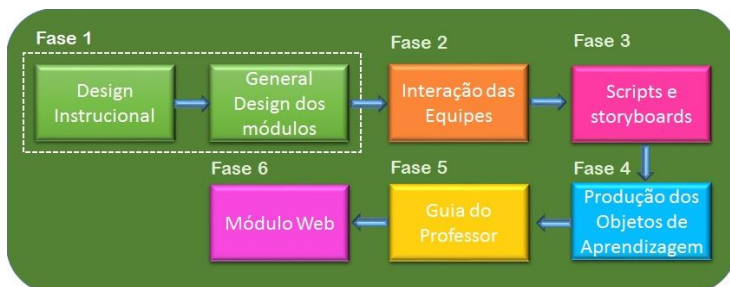 Fase 1
Design
Instrucional
General
Design dos
módulos
Fase 2
Interação das
Equipes
Fase 3
Scripts e
storyboards
Fase 4
Produção dos
Objetos de
Aprendizagem
Fase 5
Guia do
Professor
Fase 6
Módulo Web